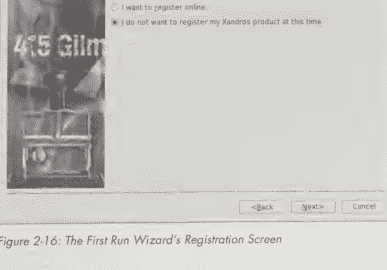 I want to register online.
I do not want to register my Xandros product at this time.
415 Gilm
<Back Next> Cancel
Figure 2-16: The First Run Wizard's Registration Screen